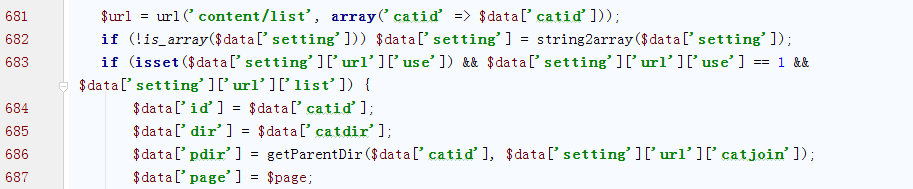 681 $url = url('content/list', array('catid' => $data['catid']));
682 if (!is_array($data['setting'])) $data['setting'] = string2array($data['setting']);
683 if (isset($data['setting']['url']['use']) && $data['setting']['url']['use'] == 1 &&
$data['setting']['url']['list']) {
684 $data['id'] = $data['catid'];
685 $data['dir'] = $data['catdir'];
686 $data['pdir'] = getParentDir($data['catid'], $data['setting']['url']['catjoin']);
687 $data['page'] = $page;